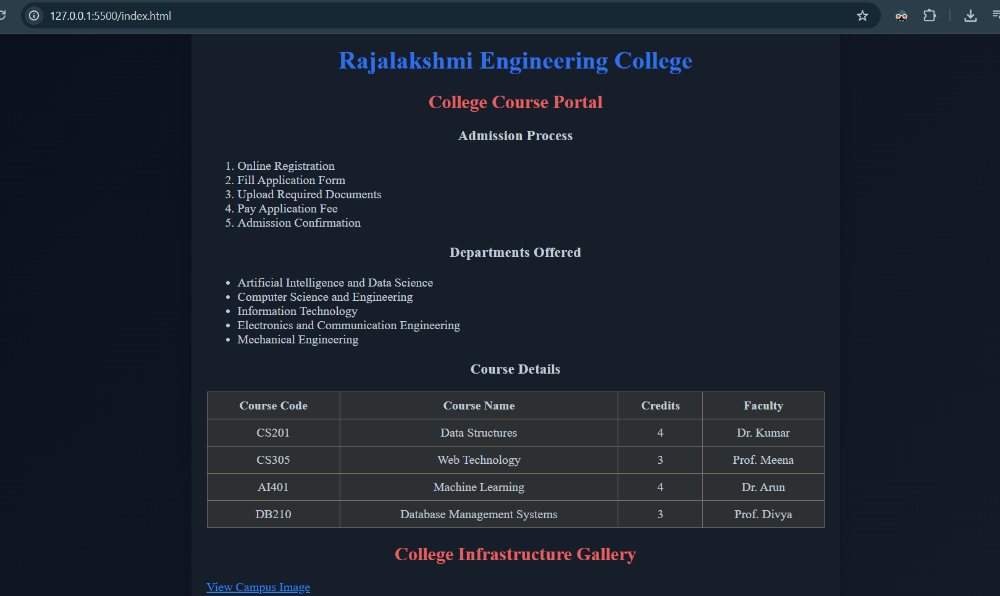 127.0.0.1:5500/index.html
Rajalakshmi Engineering College
College Course Portal
Admission Process
1. Online Registration
2. Fill Application Form
3. Upload Required Documents
4. Pay Application Fee
5. Admission Confirmation
Departments Offered
• Artificial Intelligence and Data Science
• Computer Science and Engineering
• Information Technology
• Electronics and Communication Engineering
• Mechanical Engineering
Course Details
Course Code Course Name Credits Faculty
CS201 Data Structures 4 Dr. Kumar
CS305 Web Technology 3 Prof. Meena
AI401 Machine Learning 4 Dr. Arun
DB210 Database Management Systems 3 Prof. Divya
College Infrastructure Gallery
View Campus Image